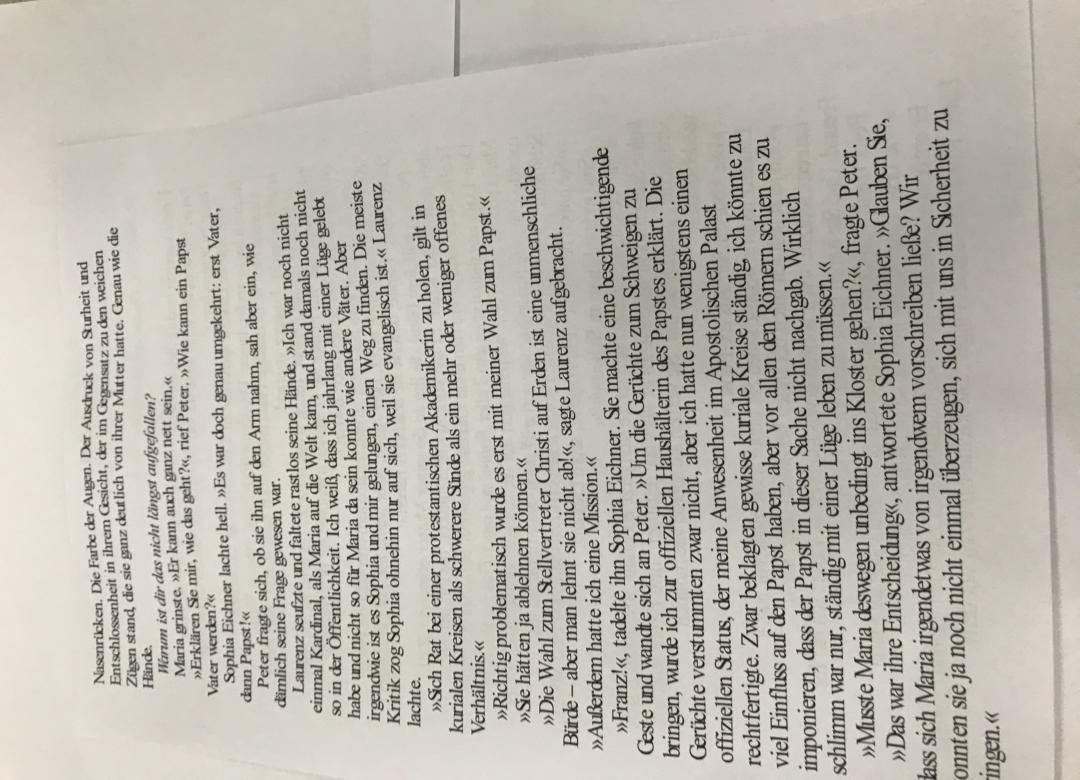 Nasenrücken. Die Farbe der Augen. Der Ausdruck von Sturheit und
Entschlossenheit in ihrem Gesicht, der im Gegensatz zu den weichen
Zügen stand, die sie ganz deutlich von ihrer Mutter hatte. Genau wie die
Hände.
Warum ist dir das nicht längst aufgefallen?
Maria grinste. »Er kann auch ganz nett sein.«
»Erklären Sie mir, wie das geht?«, rief Peter. »Wie kann ein Papst
Vater werden?«
Sophia Eichner lachte hell. »Es war doch genau umgekehrt: erst Vater,
dann Papst!«
Peter fragte sich, ob sie ihn auf den Arm nahm, sah aber ein, wie
dämlich seine Frage gewesen war.
Laurenz seufzte und faltete rastlos seine Hände. »Ich war noch nicht
einmal Kardinal, als Maria auf die Welt kam, und stand damals noch nicht
so in der Öffentlichkeit. Ich weiß, dass ich jahrlang mit einer Lüge gelebt
habe und nicht so für Maria da sein konnte wie andere Väter. Aber
irgendwie ist es Sophia und mir gelungen, einen Weg zu finden. Die meiste
Kritik zog Sophia ohnehin nur auf sich, weil sie evangelisch ist.« Laurenz
lachte.
»Sich Rat bei einer protestantischen Akademikerin zu holen, gilt in
kurialen Kreisen als schwerere Sünde als ein mehr oder weniger offenes
Verhältnis.«
»Richtig problematisch wurde es erst mit meiner Wahl zum Papst.«
»Sie hätten ja ablehnen können.«
»Die Wahl zum Stellvertreter Christi auf Erden ist eine unmenschliche
Bürde – aber man lehnt sie nicht ab!«, sagte Laurenz aufgebracht.
»Außerdem hatte ich eine Mission.«
»Franz!«, tadelte ihn Sophia Eichner. Sie machte eine beschwichtigende
Geste und wandte sich an Peter. »Um die Gerüchte zum Schweigen zu
bringen, wurde ich zur offiziellen Haushälterin des Papstes erklärt. Die
Gerüchte verstummten zwar nicht, aber ich hatte nun wenigstens einen
offiziellen Status, der meine Anwesenheit im Apostolischen Palast
rechtfertigte. Zwar beklagten gewisse kuriale Kreise ständig, ich könnte zu
viel Einfluss auf den Papst haben, aber vor allen den Römern schien es zu
imponieren, dass der Papst in dieser Sache nicht nachgab. Wirklich
schlimm war nur, ständig mit einer Lüge leben zu müssen.«
»Musste Maria deswegen unbedingt ins Kloster gehen?«, fragte Peter.
»Das war ihre Entscheidung«, antwortete Sophia Eichner. »Glauben Sie,
dass sich Maria irgendetwas von irgendwem vorschreiben ließe? Wir
onnten sie ja noch nicht einmal überzeugen, sich mit uns in Sicherheit zu
ingen.«